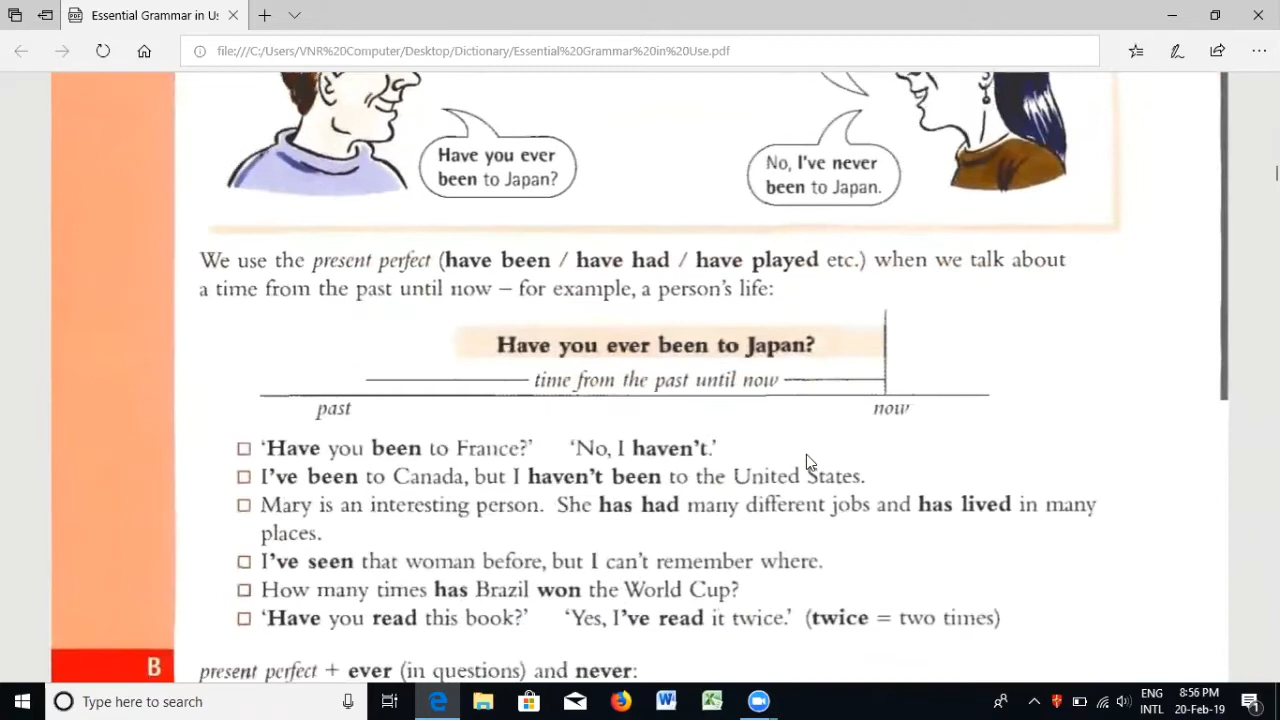 Essential Grammar in Us
file:///C:/Users/VNR%20Computer/Desktop/Dictionary/Essential%20Grammar%20in%20Use.pdf
Have you ever
been to Japan?
No, I've never
been to Japan.
We use the present perfect (have been / have had / have played etc.) when we talk about
a time from the past until now – for example, a person's life:
Have you ever been to Japan?
time from the past until now
past
now
'Have you been to France?' 'No, I haven't.'
I've been to Canada, but I haven't been to the United States.
Mary is an interesting person. She has had many different jobs and has lived in many
places.
I've seen that woman before, but I can't remember where.
How many times has Brazil won the World Cup?
'Have you read this book?' 'Yes, I've read it twice.' (twice = two times)
B
present perfect + ever (in questions) and never:
Type here to search
ENG
INTL
8:56 PM
20-Feb-19
1